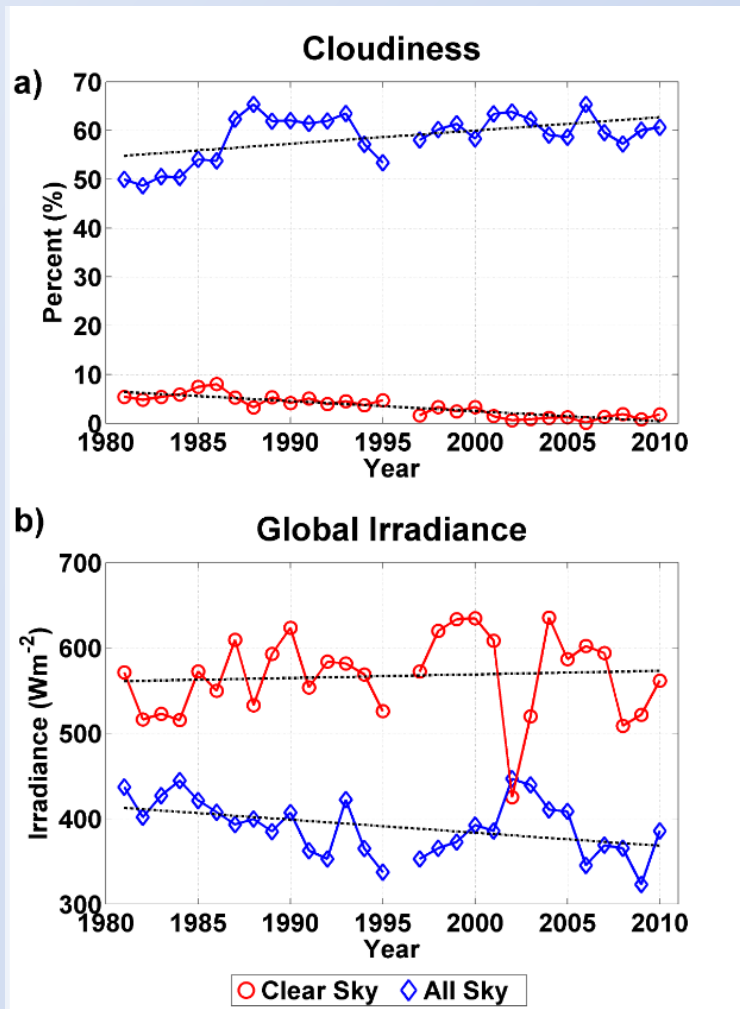 Cloudiness
a)
70
60
50
40
30
20
10
0
Percent (%)
1980 1985 1990 1995 2000 2005 2010
Year
b)
Global Irradiance
700
600
500
400
300
Irradiance (Wm⁻²)
1980 1985 1990 1995 2000 2005 2010
Year
Clear Sky All Sky